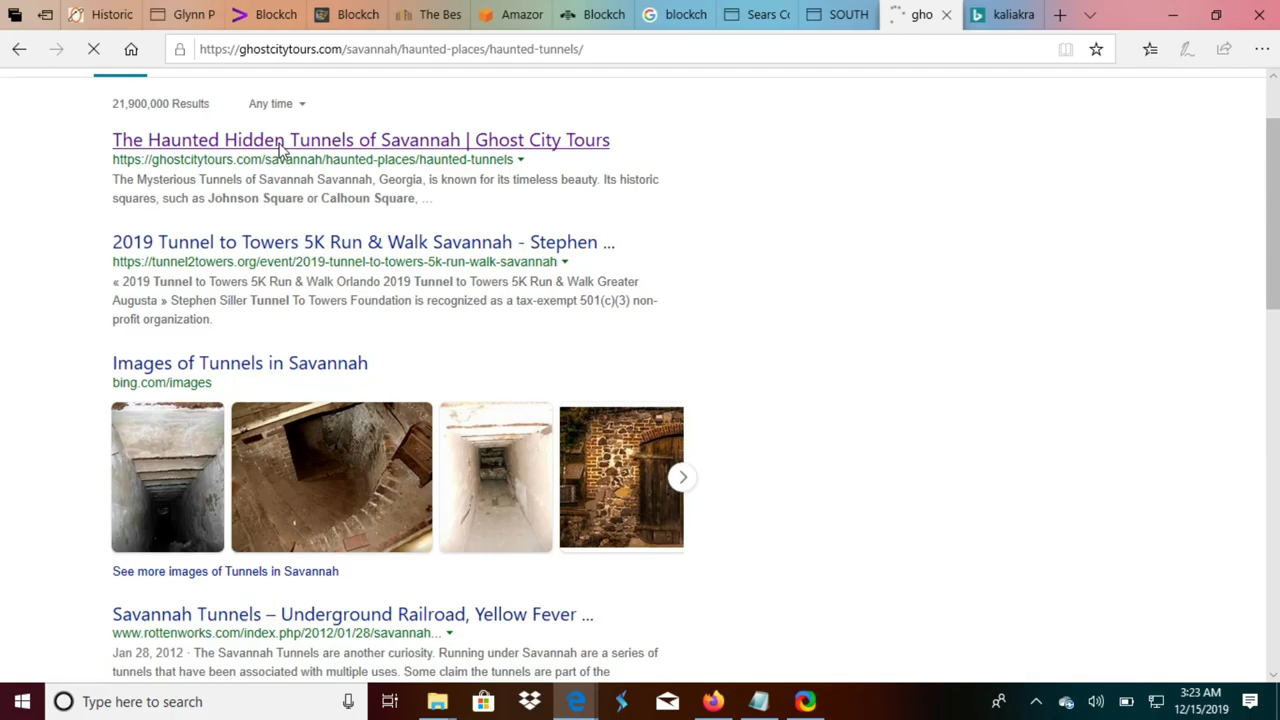 Historic
Glynn P
Blockch
Blockch
The Bes
Amazor
Blockch
blockch
Sears Cc
SOUTH
gho
kaliakra
https://ghostcitytours.com/savannah/haunted-places/haunted-tunnels/
21,900,000 Results
Any time
The Haunted Hidden Tunnels of Savannah | Ghost City Tours
https://ghostcitytours.com/savannah/haunted-places/haunted-tunnels
The Mysterious Tunnels of Savannah Savannah, Georgia, is known for its timeless beauty. Its historic
squares, such as Johnson Square or Calhoun Square, ...
2019 Tunnel to Towers 5K Run & Walk Savannah - Stephen ...
https://tunnel2towers.org/event/2019-tunnel-to-towers-5k-run-walk-savannah
« 2019 Tunnel to Towers 5K Run & Walk Orlando 2019 Tunnel to Towers 5K Run & Walk Greater
Augusta » Stephen Siller Tunnel To Towers Foundation is recognized as a tax-exempt 501(c)(3) non-
profit organization.
Images of Tunnels in Savannah
bing.com/images
See more images of Tunnels in Savannah
Savannah Tunnels – Underground Railroad, Yellow Fever ...
www.rottenworks.com/index.php/2012/01/28/savannah...
Jan 28, 2012 · The Savannah Tunnels are another curiosity. Running under Savannah are a series of
tunnels that have been associated with multiple uses. Some claim the tunnels are part of the
Type here to search
3:23 AM
12/15/2019